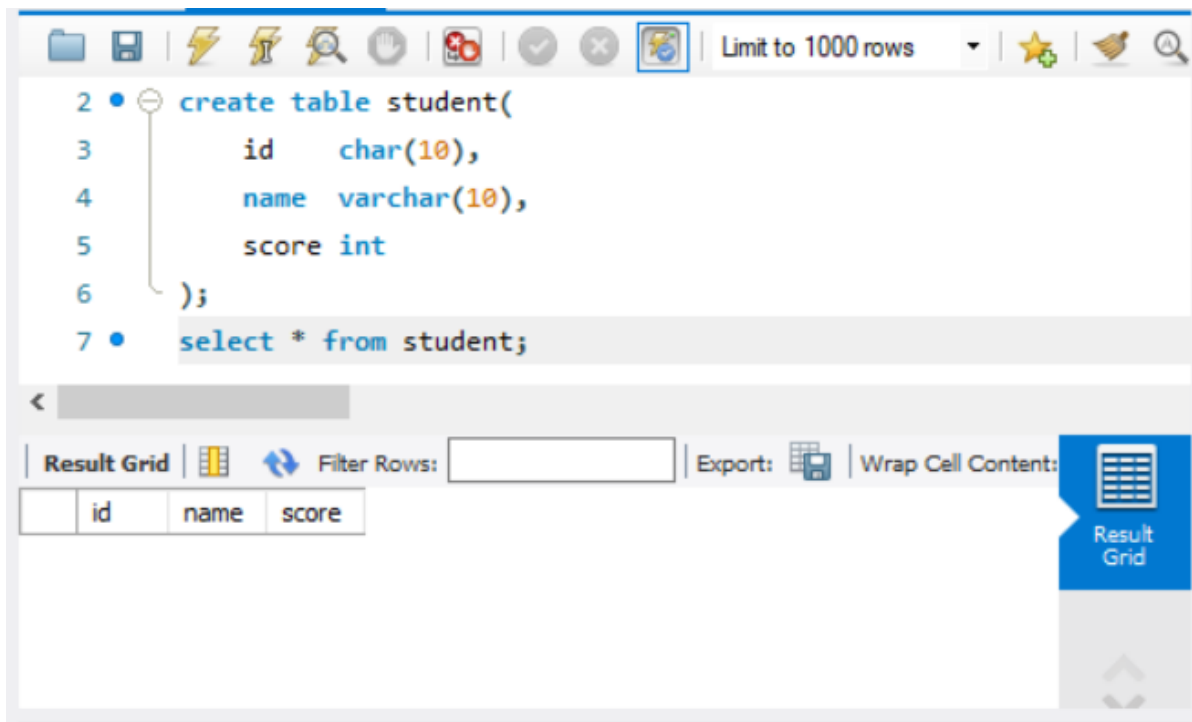 Limit to 1000 rows
2 create table student(
3 id char(10),
4 name varchar(10),
5 score int
6 );
7 select * from student;
Result Grid Filter Rows: Export: Wrap Cell Content:
id name score
Result
Grid